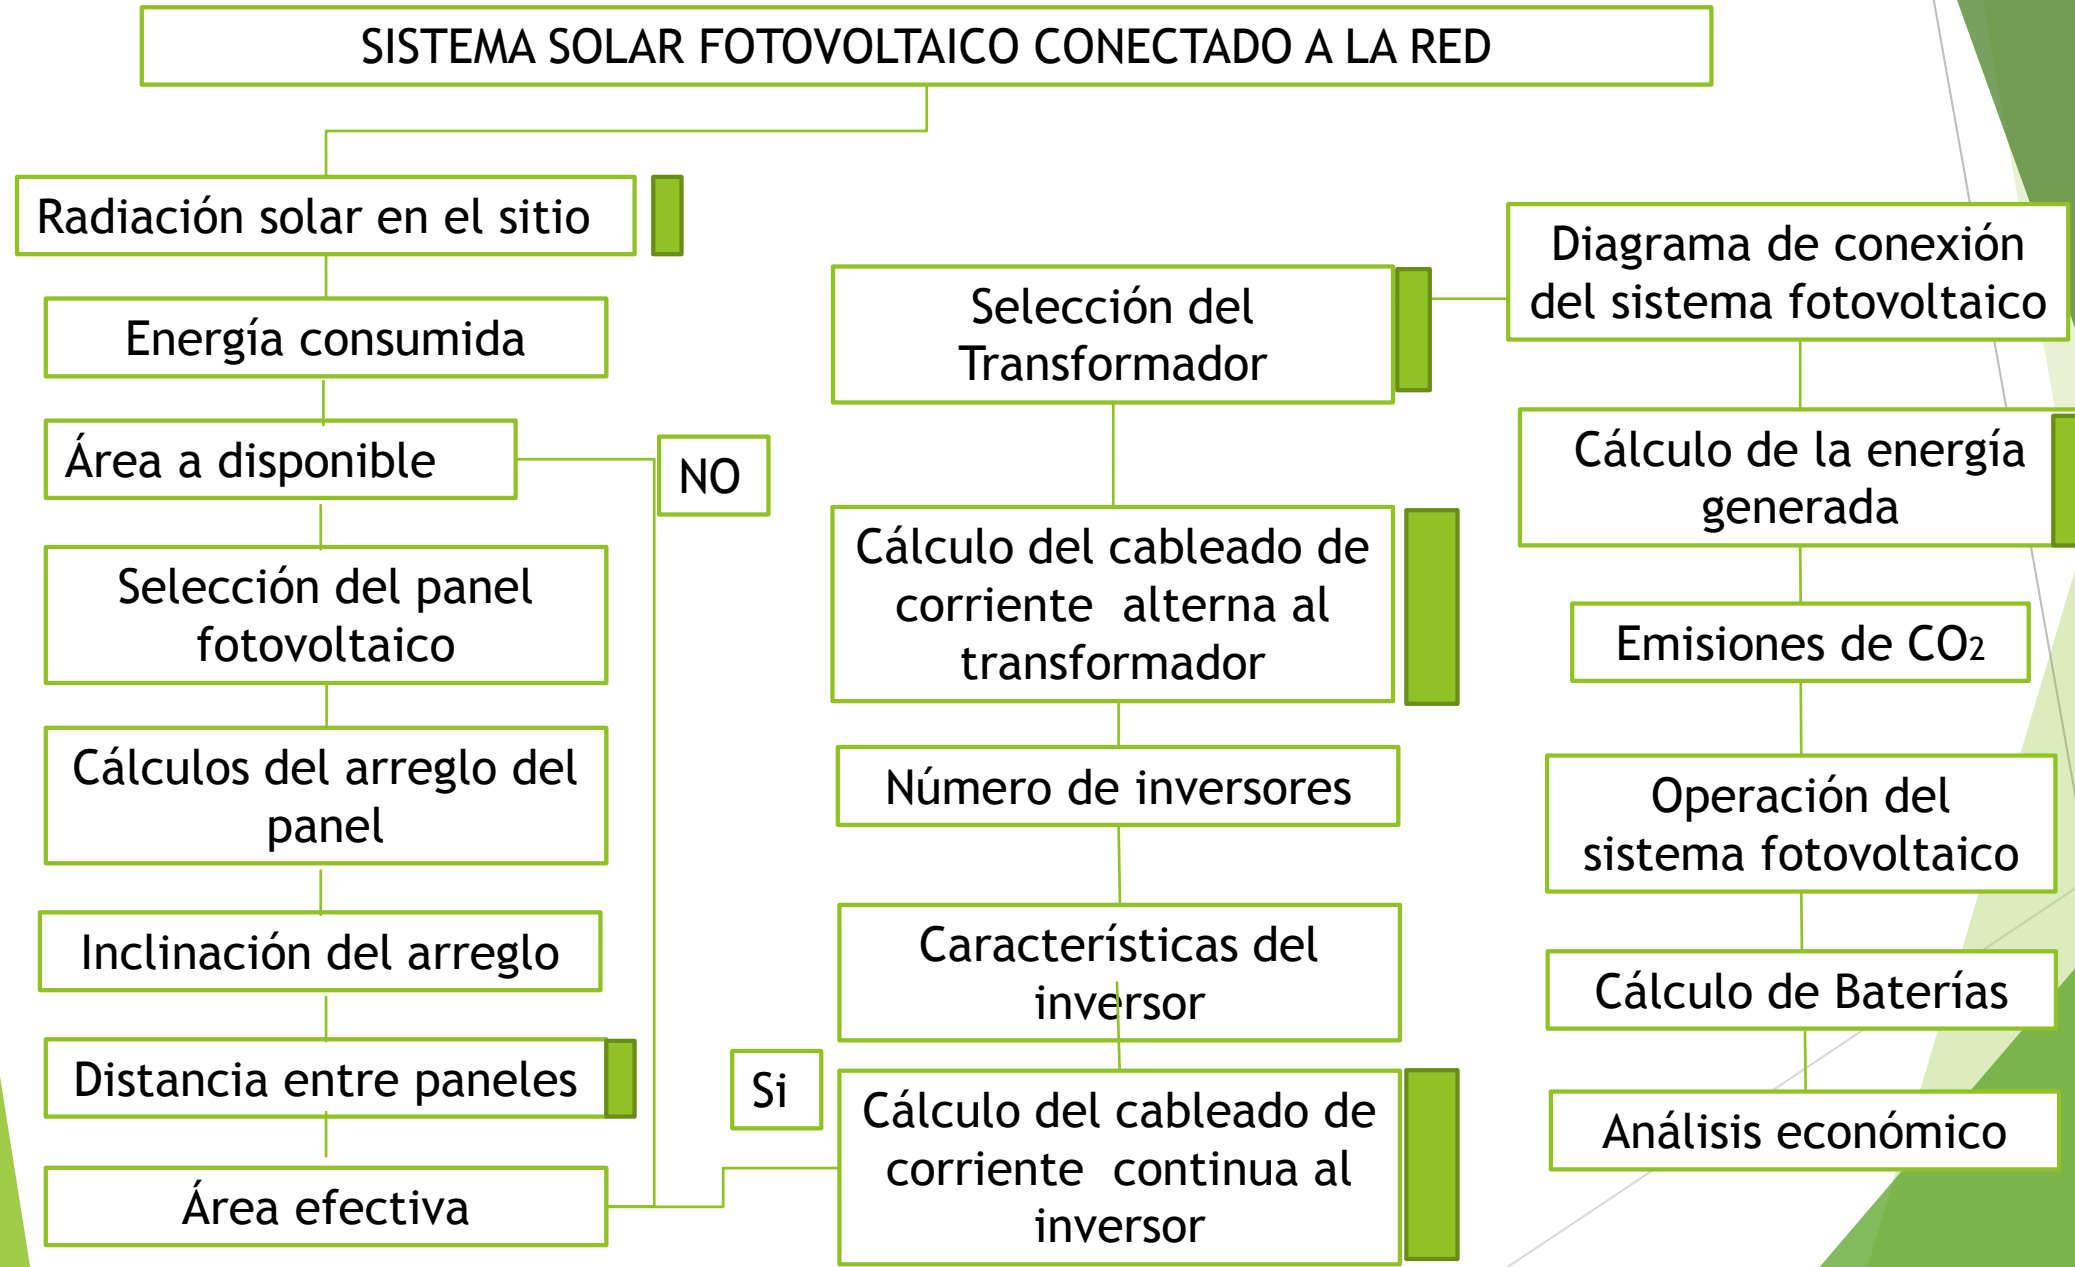 SISTEMA SOLAR FOTOVOLTAICO CONECTADO A LA RED
Radiación solar en el sitio
Energía consumida
Área a disponible
NO
Selección del panel
fotovoltaico
Cálculos del arreglo del
panel
Inclinación del arreglo
Distancia entre paneles
Área efectiva
Si
Selección del
Transformador
Cálculo del cableado de
corriente  alterna al
transformador
Número de inversores
Características del
inversor
Cálculo del cableado de
corriente  continua al
inversor
Diagrama de conexión
del sistema fotovoltaico
Cálculo de la energía
generada
Emisiones de CO₂
Operación del
sistema fotovoltaico
Cálculo de Baterías
Análisis económico